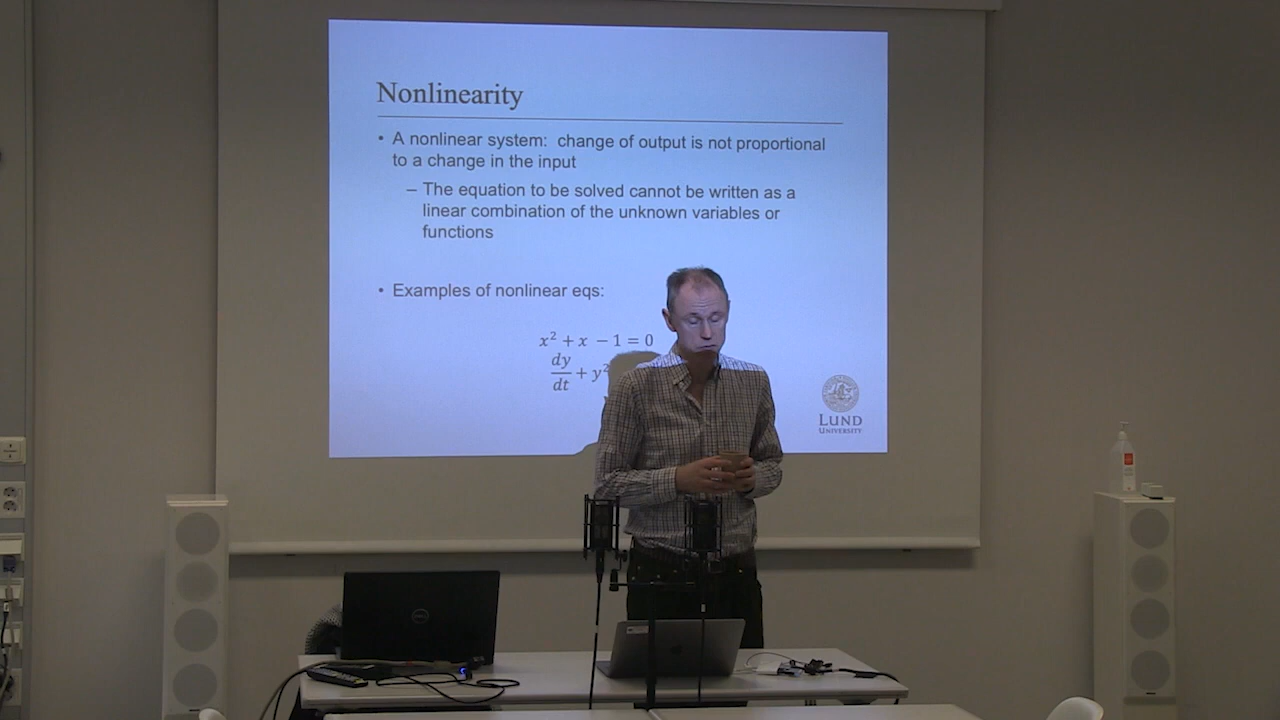 Nonlinearity
• A nonlinear system: change of output is not proportional
to a change in the input
– The equation to be solved cannot be written as a
linear combination of the unknown variables or
functions
• Examples of nonlinear eqs:
x² + x − 1 = 0
dy/dt + y²
LUND
UNIVERSITY
DELL